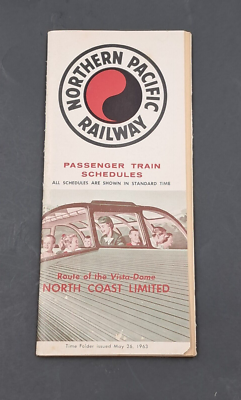 NORTHERN PACIFIC
RAILWAY
PASSENGER TRAIN
SCHEDULES
ALL SCHEDULES ARE SHOWN IN STANDARD TIME
Route of the Vista-Dome
NORTH COAST LIMITED
Time Folder Issued May 26, 1963